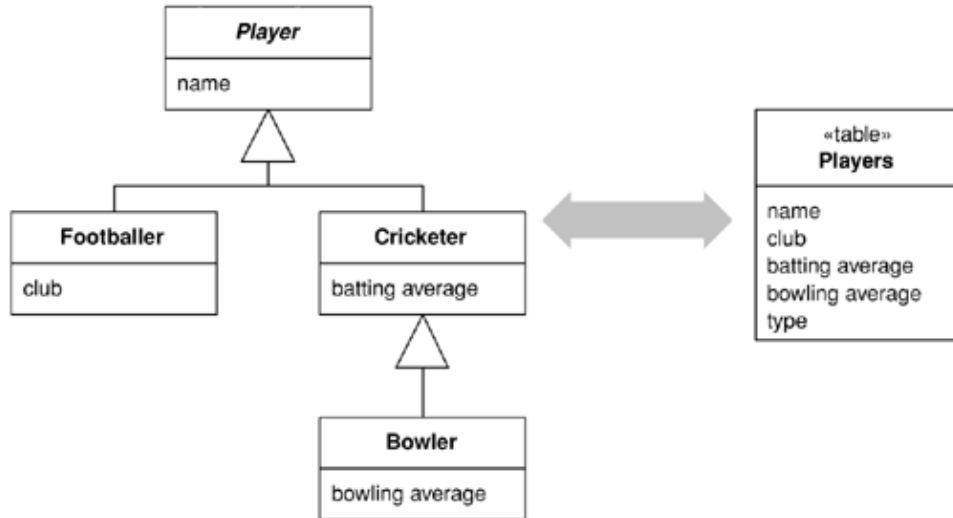 Player
name
Footballer
club
Cricketer
batting average
Bowler
bowling average
«table»
Players
name
club
batting average
bowling average
type